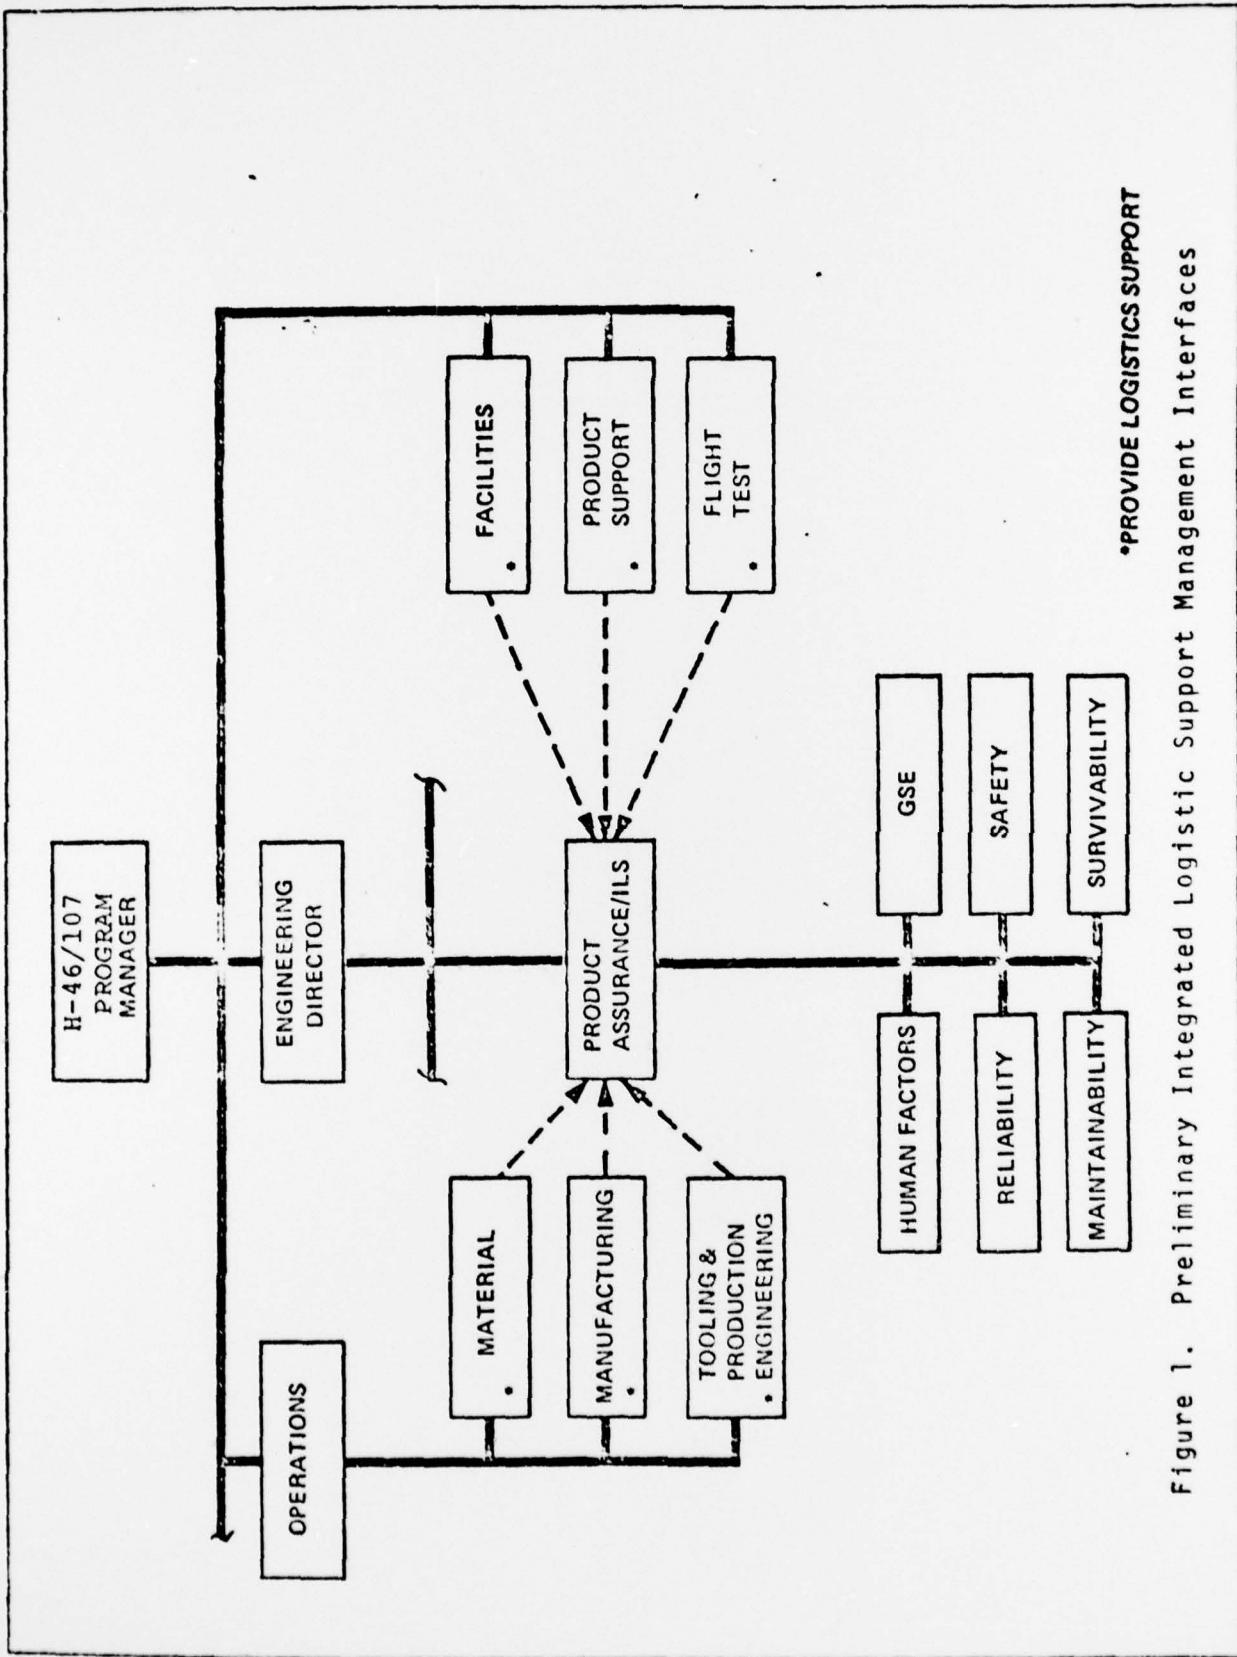 H-46/107
PROGRAM
MANAGER
OPERATIONS
ENGINEERING
DIRECTOR
MATERIAL
*
MANUFACTURING
*
TOOLING &
PRODUCTION
* ENGINEERING
PRODUCT
ASSURANCE/ILS
FACILITIES
*
PRODUCT
SUPPORT
*
FLIGHT
TEST
*
HUMAN FACTORS
GSE
RELIABILITY
SAFETY
MAINTAINABILITY
SURVIVABILITY
*PROVIDE LOGISTICS SUPPORT
Figure 1. Preliminary Integrated Logistic Support Management Interfaces